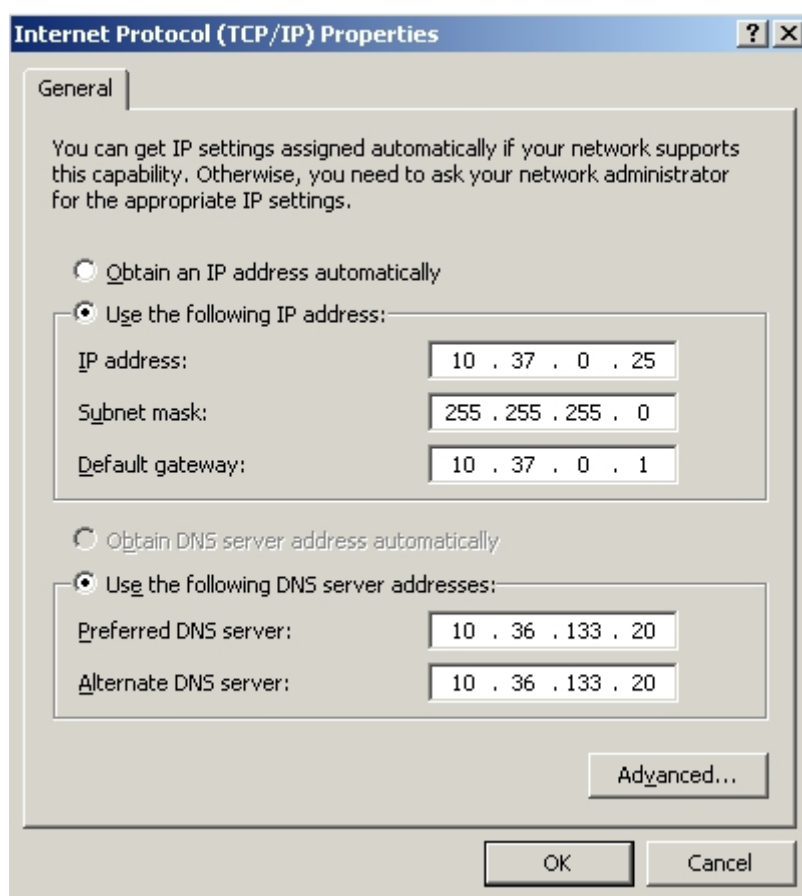 Internet Protocol (TCP/IP) Properties
General
You can get IP settings assigned automatically if your network supports
this capability. Otherwise, you need to ask your network administrator
for the appropriate IP settings.
Obtain an IP address automatically
Use the following IP address:
IP address: 10 . 37 . 0 . 25
Subnet mask: 255 . 255 . 255 . 0
Default gateway: 10 . 37 . 0 . 1
Obtain DNS server address automatically
Use the following DNS server addresses:
Preferred DNS server: 10 . 36 . 133 . 20
Alternate DNS server: 10 . 36 . 133 . 20
Advanced...
OK Cancel